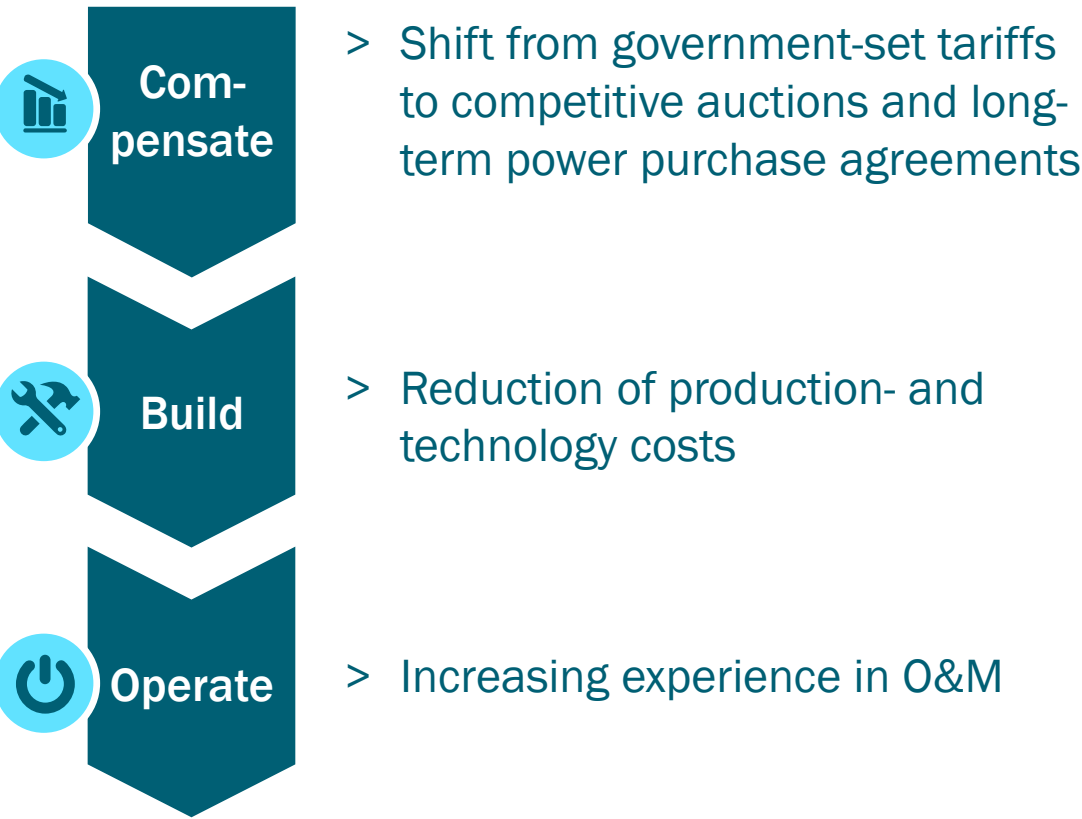 Com-
pensate
> Shift from government-set tariffs
to competitive auctions and long-
term power purchase agreements
Build
> Reduction of production- and
technology costs
Operate
> Increasing experience in O&M